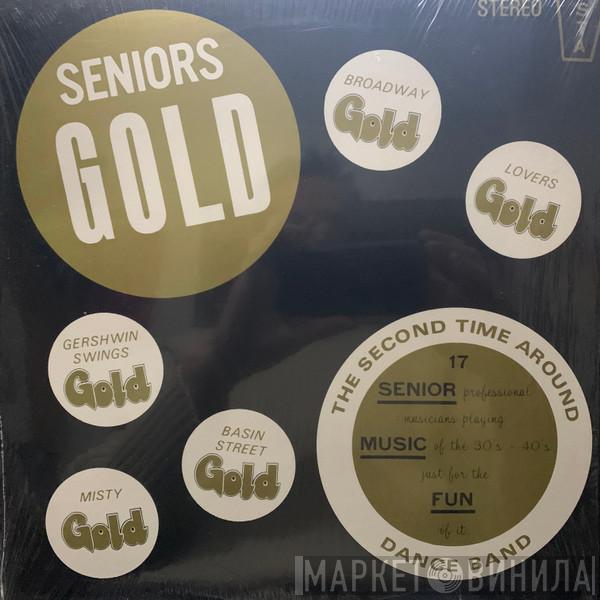 STEREO
STA
SENIORS
GOLD
BROADWAY
Gold
LOVERS
Gold
GERSHWIN
SWINGS
Gold
BASIN
STREET
Gold
MISTY
Gold
THE SECOND TIME AROUND
17
SENIOR professional
musicians playing
MUSIC of the 30's - 40's
just for the
FUN
of it.
DANCE BAND
МАРКЕТ ВИНИЛА